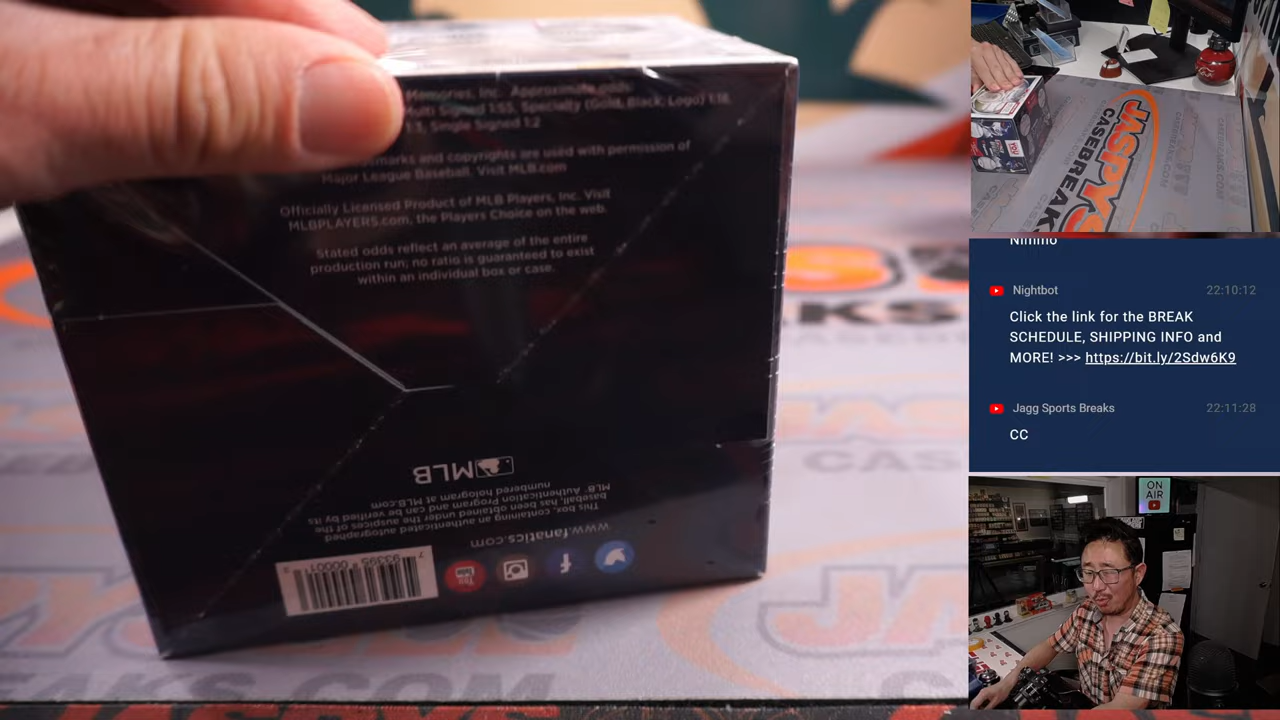 Memories, Inc. Approximate odds:
Multi Signed 1:55, Specialty (Gold, Black, Logo) 1:18,
1:3, Single Signed 1:2
trademarks and copyrights are used with permission of
Major League Baseball. Visit MLB.com
Officially Licensed Product of MLB Players, Inc. Visit
MLBPLAYERS.com, the Players Choice on the web.
Stated odds reflect an average of the entire
production run; no ratio is guaranteed to exist
within an individual box or case.
MLB
This box, containing an authenticated autographed
baseball, has been obtained under the auspices of the
MLB Authentication Program and can be verified by its
numbered hologram at MLB.com
www.fanatics.com
You
JASPYS
CASEBREAKS.COM
Nimmo
Nightbot 22:10:12
Click the link for the BREAK
SCHEDULE, SHIPPING INFO and
MORE! >>> https://bit.ly/2Sdw6K9
Jagg Sports Breaks 22:11:28
CC
ON
AIR